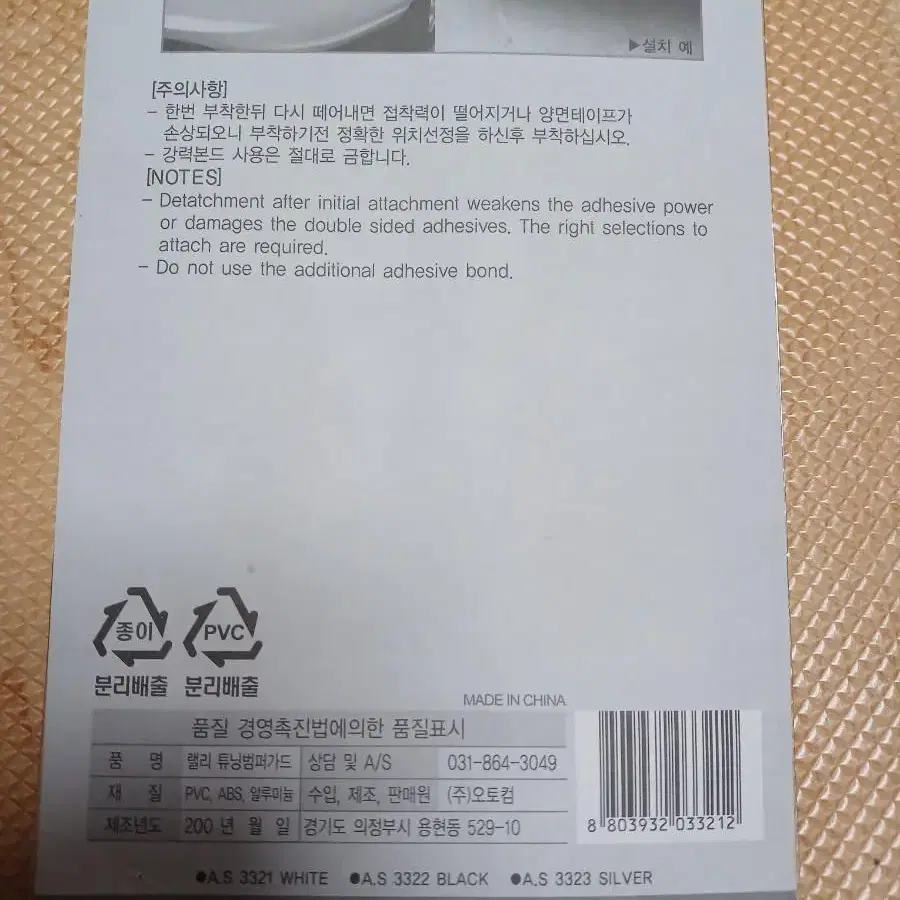 ▶설치 예
[주의사항]
- 한번 부착한뒤 다시 떼어내면 접착력이 떨어지거나 양면테이프가
손상되오니 부착하기전 정확한 위치선정을 하신후 부착하십시오.
- 강력본드 사용은 절대로 금합니다.
[NOTES]
- Detatchment after initial attachment weakens the adhesive power
or damages the double sided adhesives. The right selections to
attach are required.
- Do not use the additional adhesive bond.
종이 PVC
분리배출 분리배출
MADE IN CHINA
품질 경영촉진법에의한 품질표시
품 명 랠리 튜닝범퍼가드 상담 및 A/S 031-864-3049
재 질 PVC, ABS, 알루미늄 수입, 제조, 판매원 (주)오토컴
제조년도 200 년 월 일 경기도 의정부시 용현동 529-10
8 803932 033212
●A.S 3321 WHITE ●A.S 3322 BLACK ●A.S 3323 SILVER